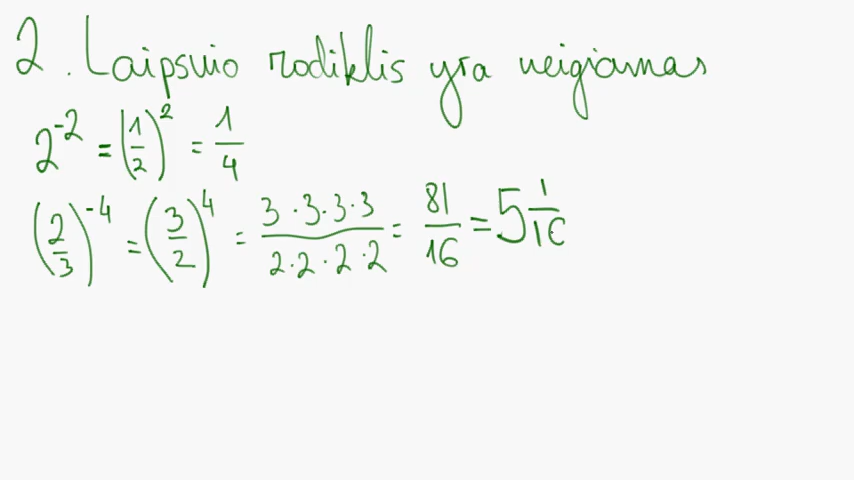 2. Laipsnio rodiklis yra neigiamas
2^-2 = (1/2)^2 = 1/4
(2/3)^-4 = (3/2)^4 = 3·3·3·3/2·2·2·2 = 81/16 = 5 1/16